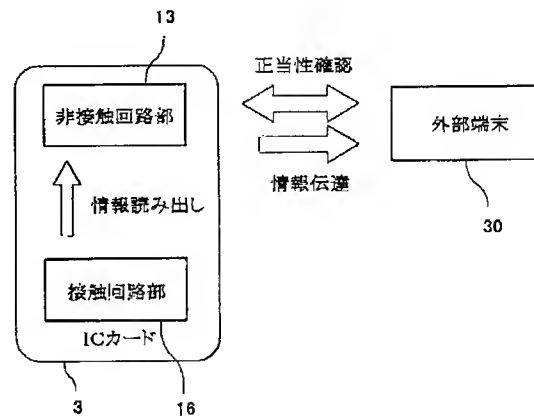 13
正当性確認
非接触回路部
外部端末
情報伝達
情報読み出し
30
接触回路部
ICカード
3
16